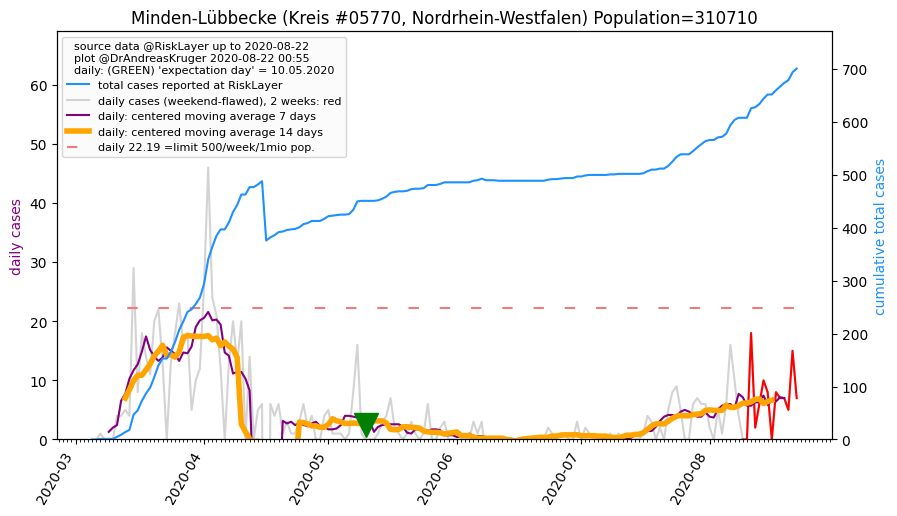 Minden-Lübbecke (Kreis #05770, Nordrhein-Westfalen) Population=310710
source data @RiskLayer up to 2020-08-22
plot @DrAndreasKruger 2020-08-22 00:55
daily: (GREEN) 'expectation day' = 10.05.2020
total cases reported at RiskLayer
daily cases (weekend-flawed), 2 weeks: red
daily: centered moving average 7 days
daily: centered moving average 14 days
daily 22.19 =limit 500/week/1mio pop.
daily cases
60
50
40
30
20
10
0
cumulative total cases
700
600
500
400
300
200
100
0
2020-03
2020-04
2020-05
2020-06
2020-07
2020-08